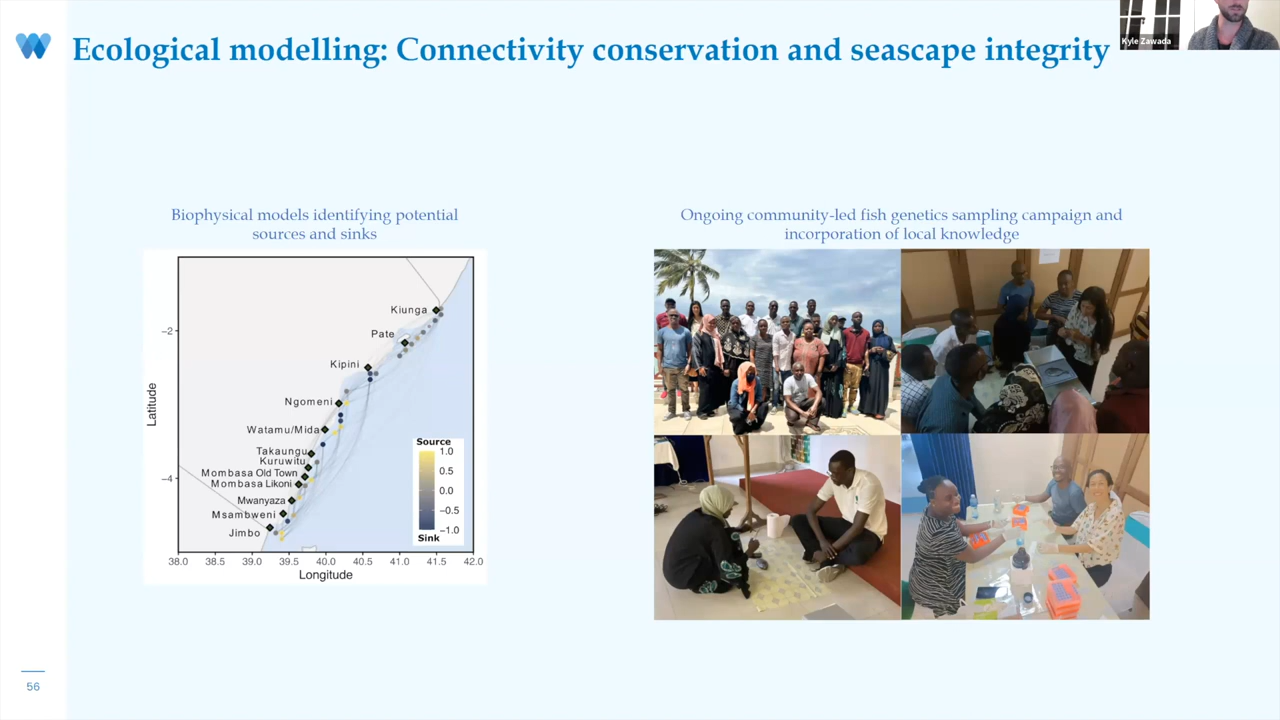 Ecological modelling: Connectivity conservation and seascape integrity
Kyle Zawada
Biophysical models identifying potential
sources and sinks
Kiunga
Pate
Kipini
Ngomeni
Watamu/Mida
Takaungu
Kuruwitu
Mombasa Old Town
Mombasa Likoni
Mwanyaza
Msambweni
Jimbo
Latitude
−2
−4
Source
1.0
0.5
0.0
−0.5
−1.0
Sink
38.0 38.5 39.0 39.5 40.0 40.5 41.0 41.5 42.0
Longitude
Ongoing community-led fish genetics sampling campaign and
incorporation of local knowledge
56